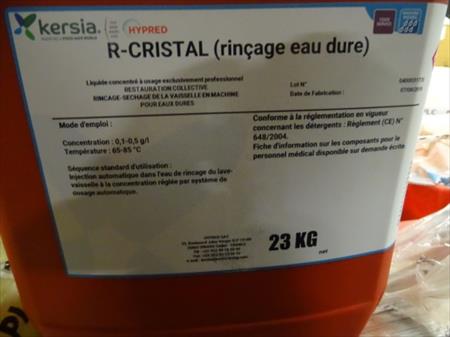 kersia
HYPRED
R-CRISTAL (rinçage eau dure)
Liquide concentré à usage exclusivement professionnel
RESTAURATION COLLECTIVE
RINCAGE-SECHAGE DE LA VAISSELLE EN MACHINE
POUR EAUX DURES
Lot N°
Date de Fabrication :
Mode d'emploi :
Concentration : 0,1-0,5 g/l
Température : 65-85 °C
Séquence standard d'utilisation :
Injection automatique dans l'eau de rinçage du lave-
vaisselle à la concentration réglée par système de
dosage automatique.
Conforme à la réglementation en vigueur
concernant les détergents : Règlement (CE) N°
648/2004.
Fiche d'information sur les composants pour le
personnel médical disponible sur demande écrite
23 KG
net